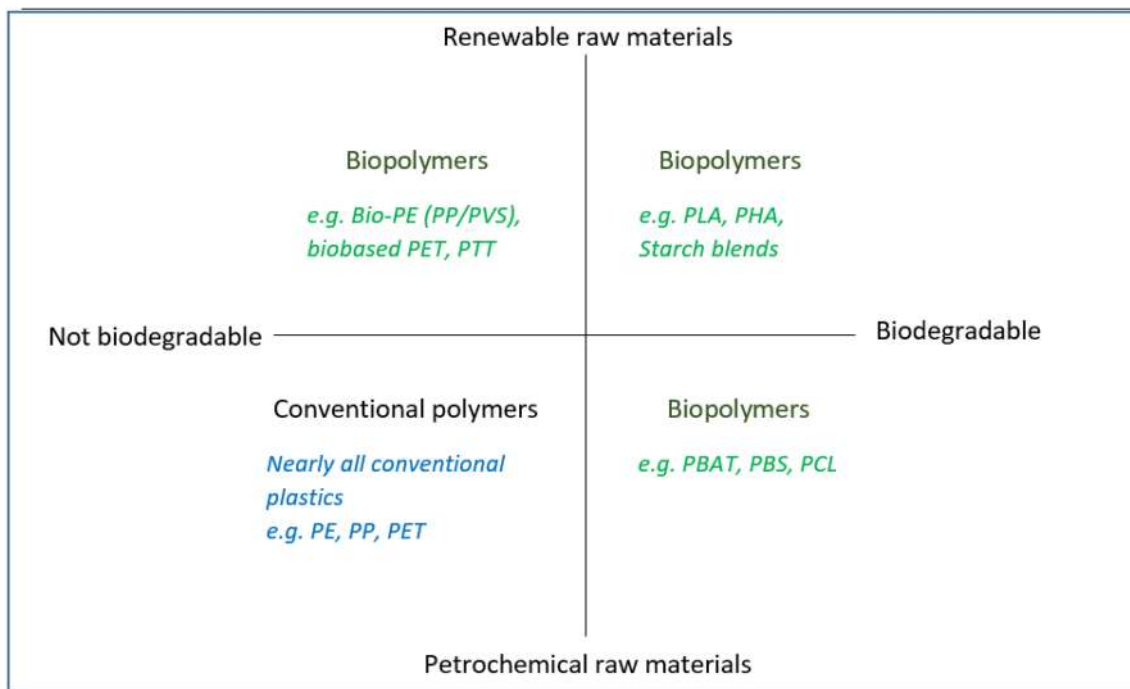 Renewable raw materials
Biopolymers
e.g. Bio-PE (PP/PVS),
biobased PET, PTT
Biopolymers
e.g. PLA, PHA,
Starch blends
Not biodegradable
Biodegradable
Conventional polymers
Nearly all conventional
plastics
e.g. PE, PP, PET
Biopolymers
e.g. PBAT, PBS, PCL
Petrochemical raw materials